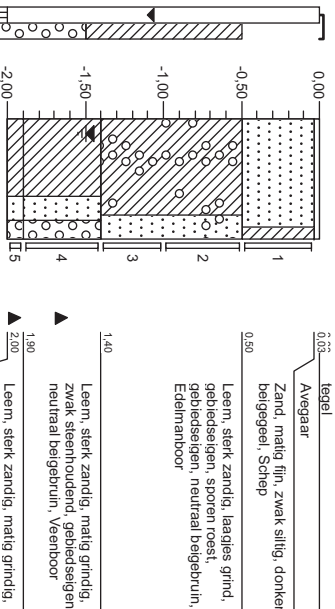 0,00
-0,50
-1,00
-1,50
-2,00
1
2
3
4
5
0,03
tegel
Avegaar
Zand, matig fijn, zwak siltig, donker
beigegeel, Schep
0,50
Leem, sterk zandig, laagjes grind,
gebiedseigen, sporen roest,
gebiedseigen, neutraal beigebruin,
Edelmanboor
1,40
Leem, sterk zandig, matig grindig,
zwak steenhoudend, gebiedseigen
neutraal beigebruin, Veenboor
1,90
2,00
Leem, sterk zandig, matig grindig,